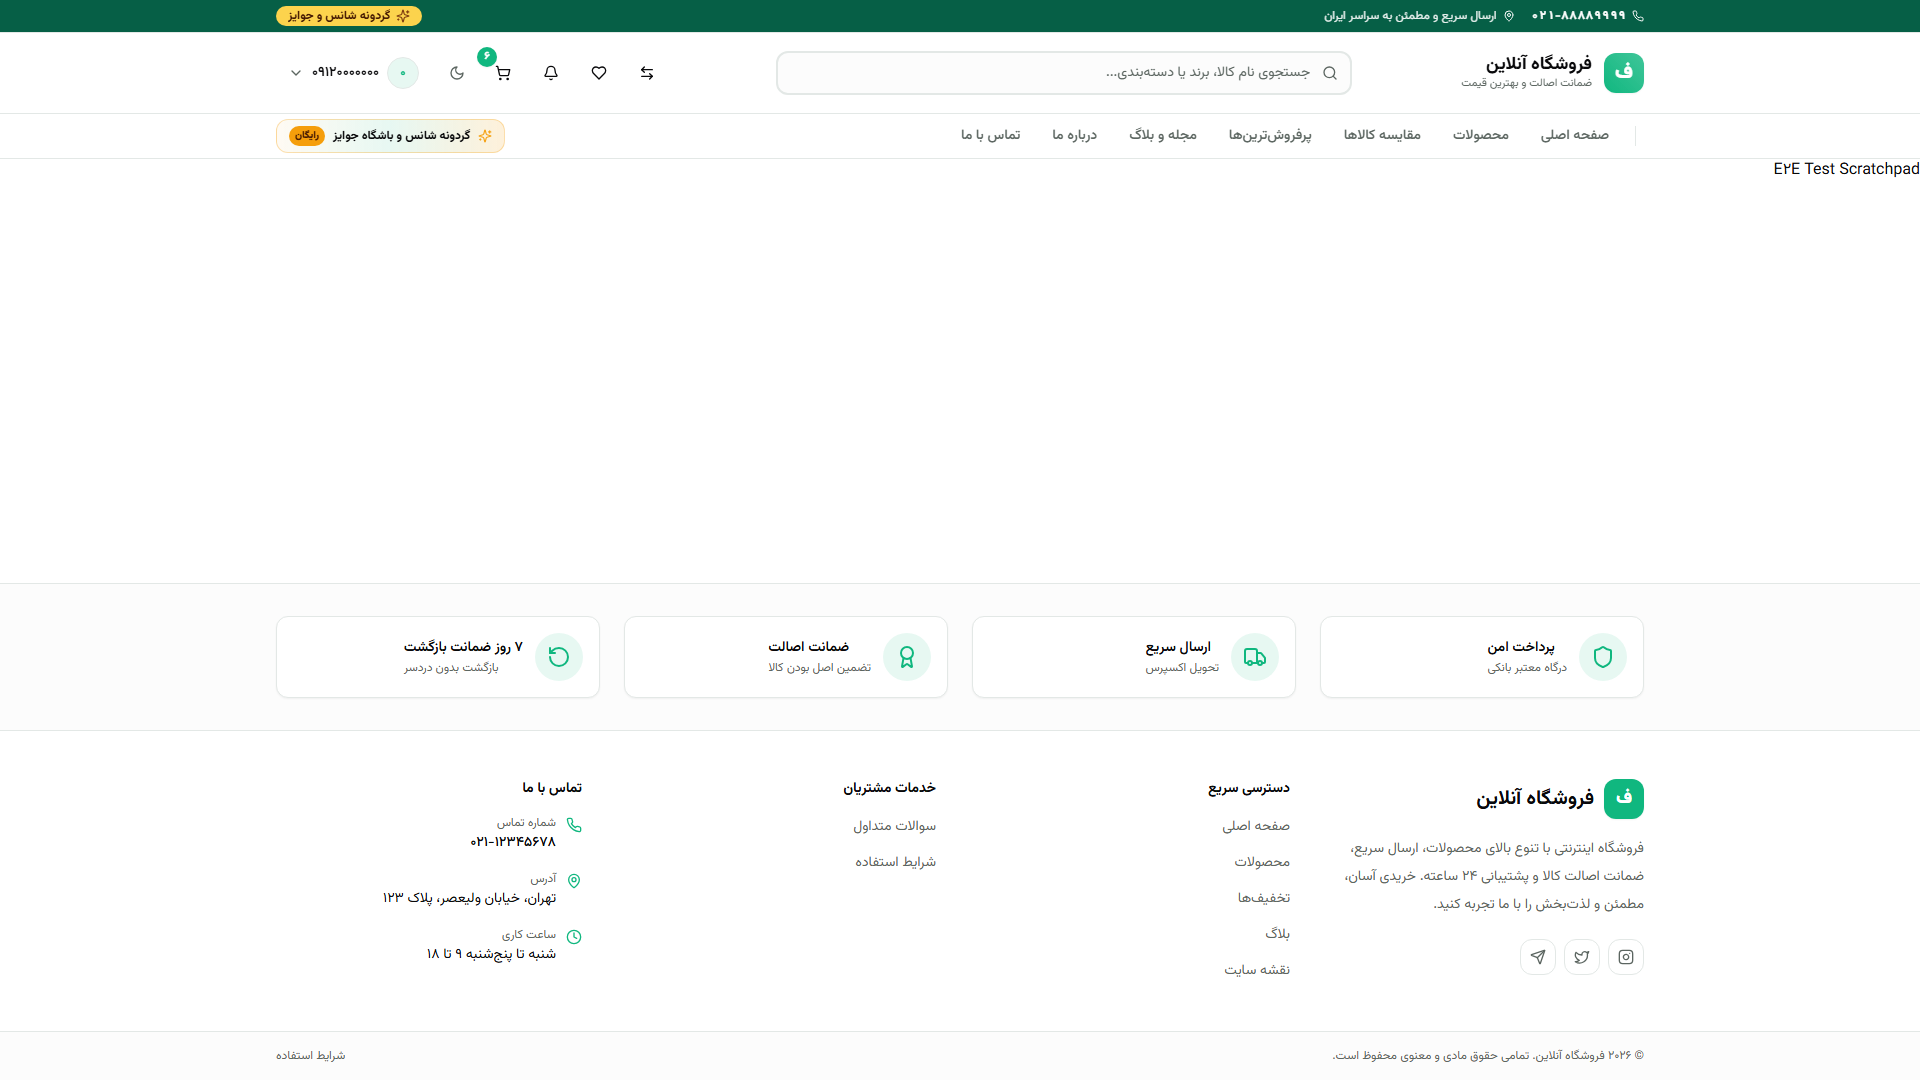 ۰۲۱-۸۸۸۸۹۹۹۹
ارسال سریع و مطمئن به سراسر ایران
گردونه شانس و جوایز
ف
فروشگاه آنلاین
ضمانت اصالت و بهترین قیمت
جستجوی نام کالا، برند یا دسته‌بندی...
۶
۰
۰۹۱۲۰۰۰۰۰۰۰
صفحه اصلی
محصولات
مقایسه کالاها
پرفروش‌ترین‌ها
مجله و بلاگ
درباره ما
تماس با ما
گردونه شانس و باشگاه جوایز
رایگان
E۲E Test Scratchpad
پرداخت امن
درگاه معتبر بانکی
ارسال سریع
تحویل اکسپرس
ضمانت اصالت
تضمین اصل بودن کالا
۷ روز ضمانت بازگشت
بازگشت بدون دردسر
ف
فروشگاه آنلاین
فروشگاه اینترنتی با تنوع بالای محصولات، ارسال سریع،
ضمانت اصالت کالا و پشتیبانی ۲۴ ساعته. خریدی آسان،
مطمئن و لذت‌بخش را با ما تجربه کنید.
دسترسی سریع
صفحه اصلی
محصولات
تخفیف‌ها
بلاگ
نقشه سایت
خدمات مشتریان
سوالات متداول
شرایط استفاده
تماس با ما
شماره تماس
۰۲۱-۱۲۳۴۵۶۷۸
آدرس
تهران، خیابان ولیعصر، پلاک ۱۲۳
ساعت کاری
شنبه تا پنج‌شنبه ۹ تا ۱۸
© ۲۰۲۶ فروشگاه آنلاین. تمامی حقوق مادی و معنوی محفوظ است.
شرایط استفاده